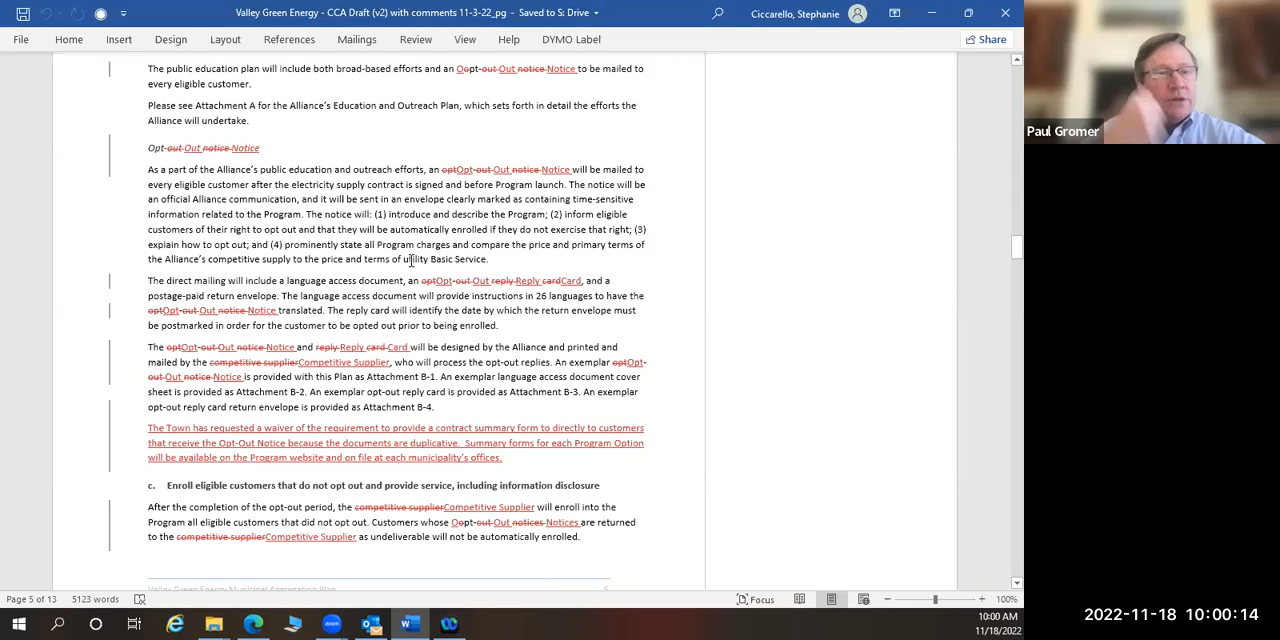 Valley Green Energy - CCA Draft (v2) with comments 11-3-22_pg - Saved to S: Drive
Ciccarello, Stephanie
File Home Insert Design Layout References Mailings Review View Help DYMO Label
Share
The public education plan will include both broad-based efforts and an Oopt-out Out notice Notice to be mailed to
every eligible customer.
Please see Attachment A for the Alliance's Education and Outreach Plan, which sets forth in detail the efforts the
Alliance will undertake.
Opt-out Out notice Notice
As a part of the Alliance's public education and outreach efforts, an optOpt-out Out notice Notice will be mailed to
every eligible customer after the electricity supply contract is signed and before Program launch. The notice will be
an official Alliance communication, and it will be sent in an envelope clearly marked as containing time-sensitive
information related to the Program. The notice will: (1) introduce and describe the Program; (2) inform eligible
customers of their right to opt out and that they will be automatically enrolled if they do not exercise that right; (3)
explain how to opt out; and (4) prominently state all Program charges and compare the price and primary terms of
the Alliance's competitive supply to the price and terms of utility Basic Service.
The direct mailing will include a language access document, an optOpt-out Out reply Reply cardCard, and a
postage-paid return envelope. The language access document will provide instructions in 26 languages to have the
optOpt-out Out notice Notice translated. The reply card will identify the date by which the return envelope must
be postmarked in order for the customer to be opted out prior to being enrolled.
The optOpt-out Out notice Notice and reply Reply card Card will be designed by the Alliance and printed and
mailed by the competitive supplierCompetitive Supplier, who will process the opt-out replies. An exemplar optOpt-
out Out notice Notice is provided with this Plan as Attachment B-1. An exemplar language access document cover
sheet is provided as Attachment B-2. An exemplar opt-out reply card is provided as Attachment B-3. An exemplar
opt-out reply card return envelope is provided as Attachment B-4.
The Town has requested a waiver of the requirement to provide a contract summary form to directly to customers
that receive the Opt-Out Notice because the documents are duplicative. Summary forms for each Program Option
will be available on the Program website and on file at each municipality's offices.
c. Enroll eligible customers that do not opt out and provide service, including information disclosure
After the completion of the opt-out period, the competitive supplierCompetitive Supplier will enroll into the
Program all eligible customers that did not opt out. Customers whose Oopt-out Out notices Notices are returned
to the competitive supplierCompetitive Supplier as undeliverable will not be automatically enrolled.
Valley Green Energy Municipal Aggregation Plan 5
Page 5 of 13 5123 words Focus 100%
zoom
10:00 AM
11/18/2022
Paul Gromer
2022-11-18 10:00:14